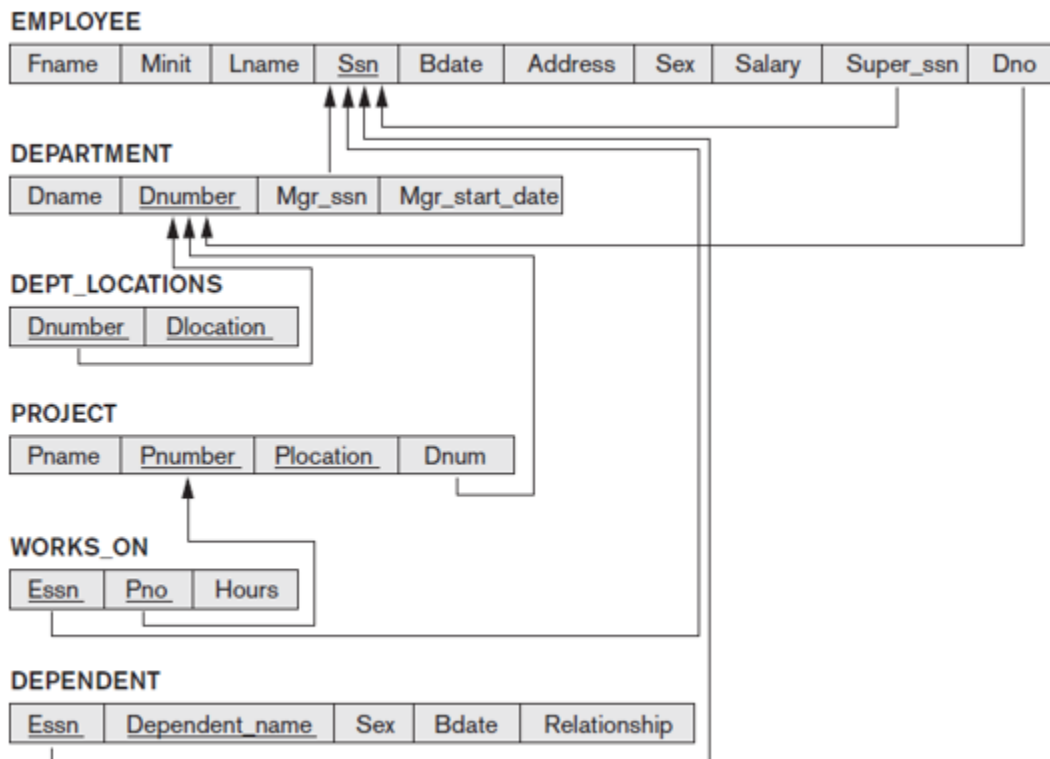 EMPLOYEE
Fname Minit Lname Ssn Bdate Address Sex Salary Super_ssn Dno
DEPARTMENT
Dname Dnumber Mgr_ssn Mgr_start_date
DEPT_LOCATIONS
Dnumber Dlocation
PROJECT
Pname Pnumber Plocation Dnum
WORKS_ON
Essn Pno Hours
DEPENDENT
Essn Dependent_name Sex Bdate Relationship